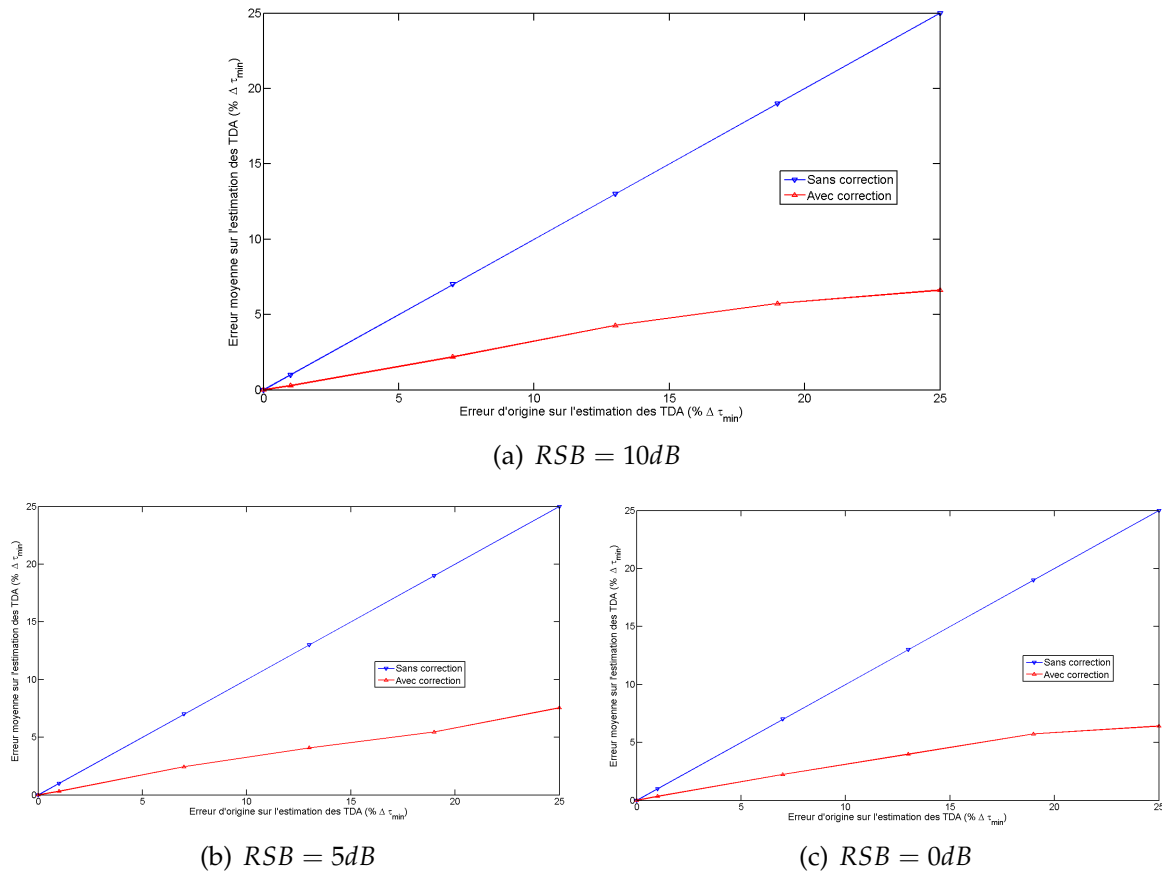 Erreur moyenne sur l'estimation des TDA (% Δ τmin)
25
20
15
10
5
0
Sans correction
Avec correction
0 5 10 15 20 25
Erreur d'origine sur l'estimation des TDA (% Δ τmin)
(a) RSB = 10dB
Erreur moyenne sur l'estimation des TDA (% Δ τmin)
25
20
15
10
5
0
Sans correction
Avec correction
0 5 10 15 20 25
Erreur d'origine sur l'estimation des TDA (% Δ τmin)
(b) RSB = 5dB
Erreur moyenne sur l'estimation des TDA (% Δ τmin)
25
20
15
10
5
0
Sans correction
Avec correction
0 5 10 15 20 25
Erreur d'origine sur l'estimation des TDA (% Δ τmin)
(c) RSB = 0dB